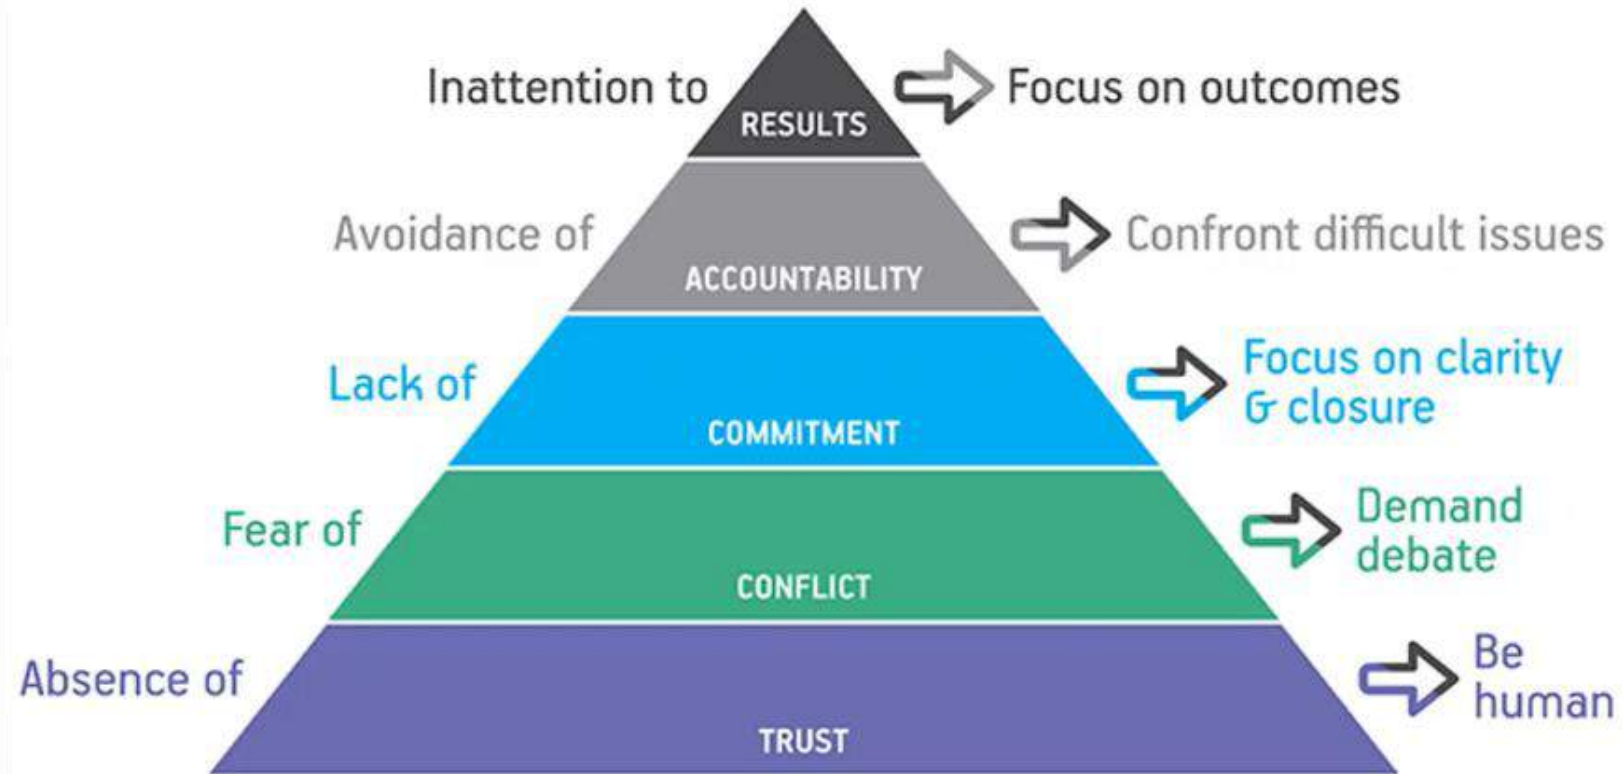 Inattention to
RESULTS
Focus on outcomes
Avoidance of
ACCOUNTABILITY
Confront difficult issues
Lack of
COMMITMENT
Focus on clarity
& closure
Fear of
CONFLICT
Demand
debate
Absence of
TRUST
Be
human